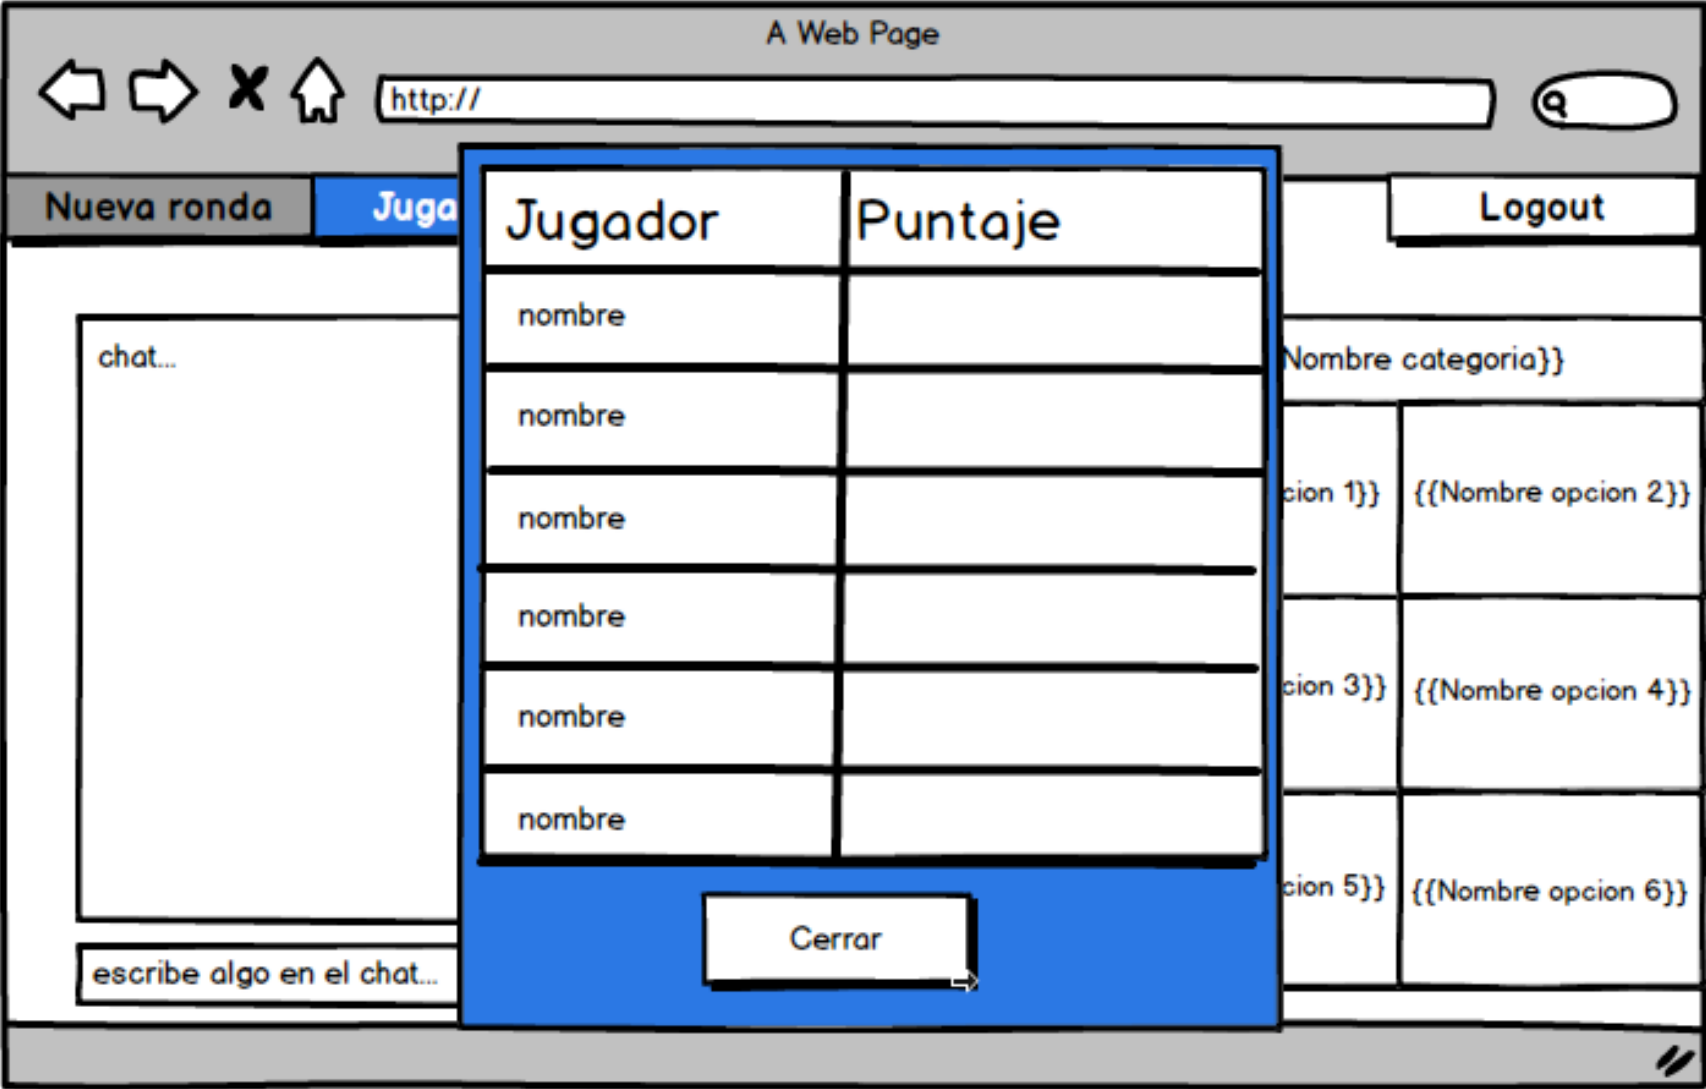 A Web Page
http://
Nueva ronda
Juga
Logout
Jugador Puntaje
nombre
nombre
nombre
nombre
nombre
nombre
Cerrar
chat...
escribe algo en el chat...
Nombre categoria}}
cion 1}} {{Nombre opcion 2}}
cion 3}} {{Nombre opcion 4}}
cion 5}} {{Nombre opcion 6}}